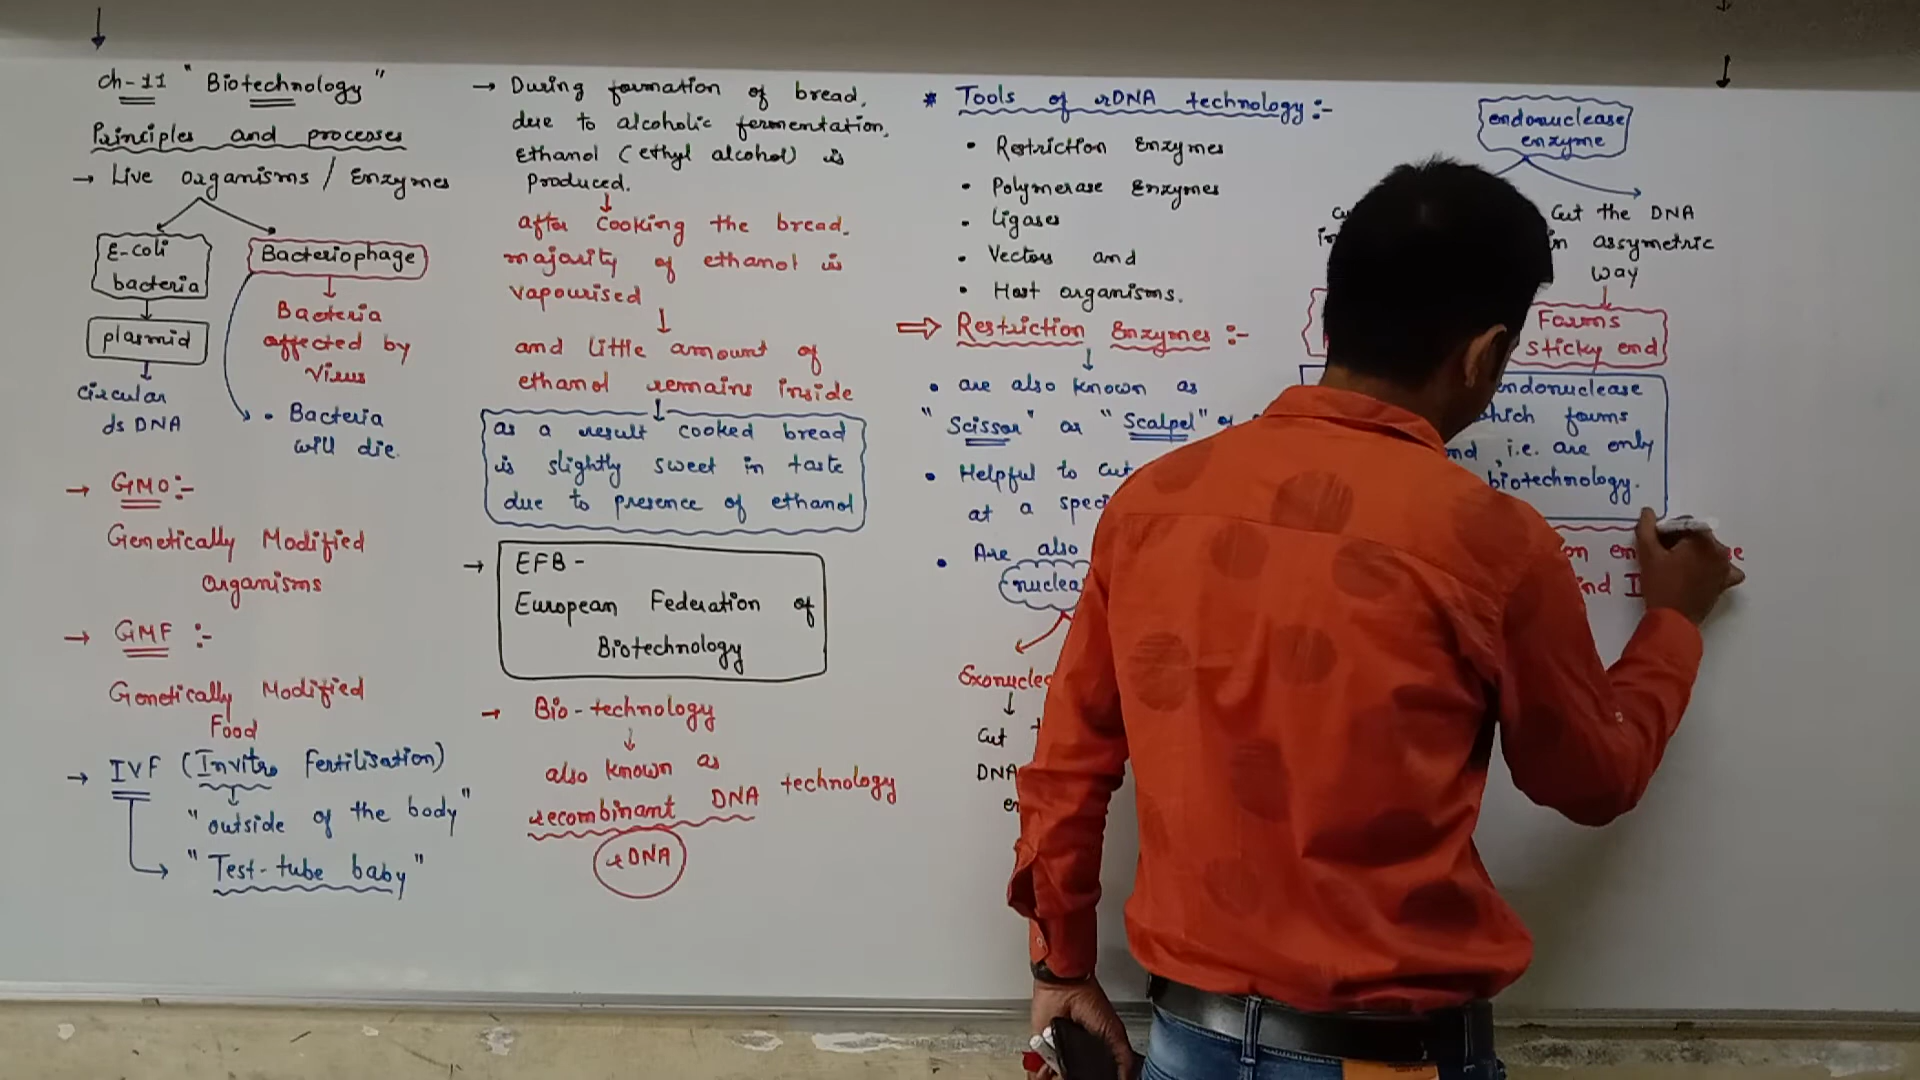 ch-11 "Biotechnology"
Principles and processes
→ Live organisms / Enzymes
E-coli
bacteria
plasmid
circular
ds DNA
Bacteriophage
Bacteria
affected by
virus
• Bacteria
will die.
→ GMO:-
Genetically Modified
Organisms
→ GMF :-
Genetically Modified
Food
→ IVF (Invitro Fertilisation)
"outside of the body"
"Test-tube baby"
→ During formation of bread,
due to alcoholic fermentation,
Ethanol (ethyl alcohol) is
produced.
after cooking the bread,
majority of ethanol is
vapourised
and little amount of
ethanol remains inside
as a result cooked bread
is slightly sweet in taste
due to presence of ethanol
→ EFB -
European Federation of
Biotechnology
→ Bio-technology
also known as
recombinant DNA technology
rDNA
* Tools of rDNA technology:-
• Restriction Enzymes
• Polymerase Enzymes
• Ligases
• Vectors and
• Host organisms.
⇒ Restriction Enzymes :-
• are also known as
"Scissor" or "Scalpel"
• Helpful to cut
at a
• Are also
Cut
DNA
endonuclease
enzyme
Cut the DNA
in assymetric
way
Forms
sticky end
endonuclease
which forms
i.e. are only
biotechnology.